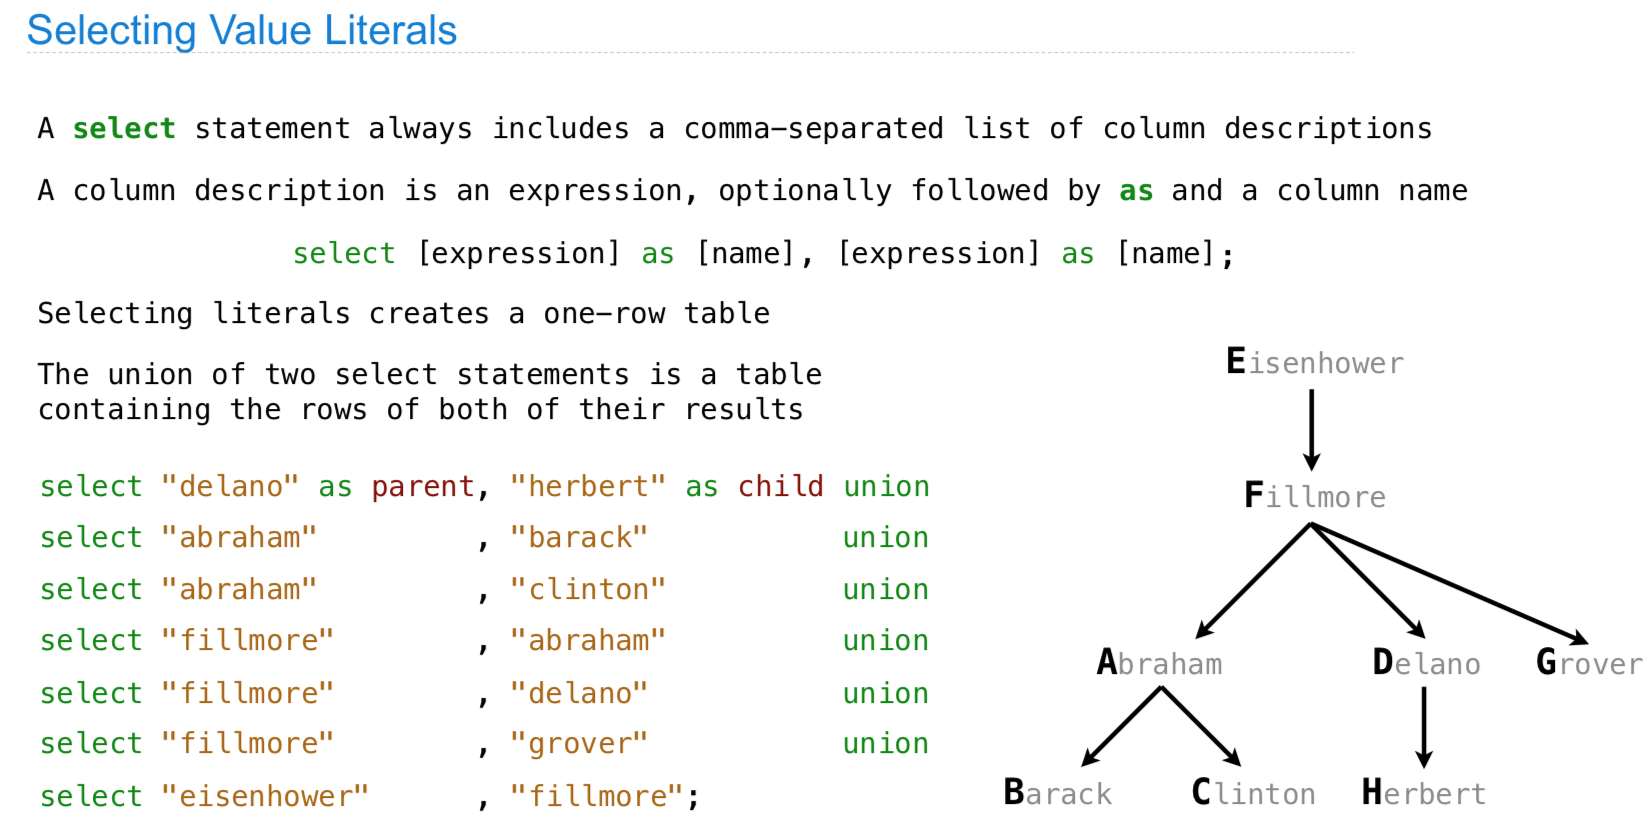 Selecting Value Literals
A select statement always includes a comma-separated list of column descriptions
A column description is an expression, optionally followed by as and a column name
select [expression] as [name], [expression] as [name];
Selecting literals creates a one-row table
The union of two select statements is a table
containing the rows of both of their results
select "delano" as parent, "herbert" as child union
select "abraham" , "barack" union
select "abraham" , "clinton" union
select "fillmore" , "abraham" union
select "fillmore" , "delano" union
select "fillmore" , "grover" union
select "eisenhower" , "fillmore";
Eisenhower
Fillmore
Abraham Delano Grover
Barack Clinton Herbert